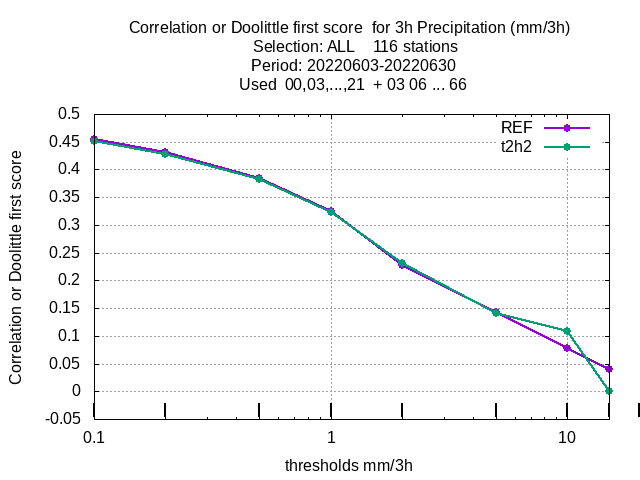 Correlation or Doolittle first score  for 3h Precipitation (mm/3h)
Selection: ALL    116 stations
Period: 20220603-20220630
Used  00,03,...,21  + 03 06 ... 66
REF
t2h2
0.5
0.45
0.4
0.35
0.3
0.25
0.2
0.15
0.1
0.05
0
-0.05
Correlation or Doolittle first score
0.1
1
10
thresholds mm/3h